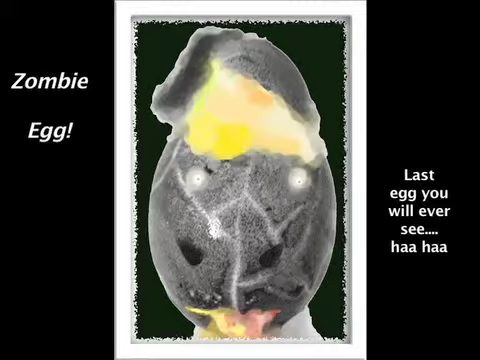 Zombie
Egg!
Last
egg you
will ever
see....
haa haa